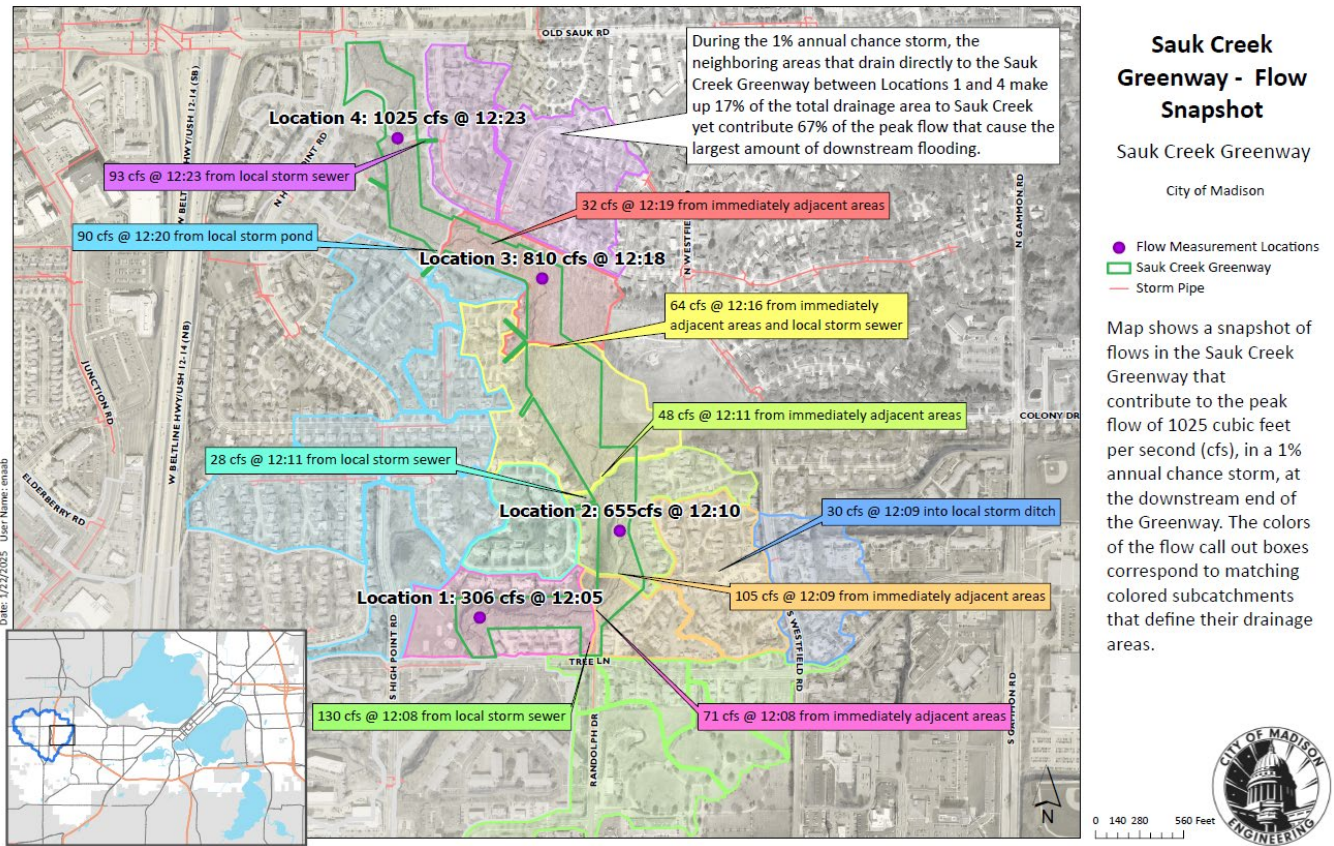 OLD SAUK RD
During the 1% annual chance storm, the
neighboring areas that drain directly to the Sauk
Creek Greenway between Locations 1 and 4 make
up 17% of the total drainage area to Sauk Creek
yet contribute 67% of the peak flow that cause the
largest amount of downstream flooding.
W BELTLINE HWY/USH 12-14 (SB)
Location 4: 1025 cfs @ 12:23
93 cfs @ 12:23 from local storm sewer
32 cfs @ 12:19 from immediately adjacent areas
N GAMMON RD
90 cfs @ 12:20 from local storm pond
Location 3: 810 cfs @ 12:18
64 cfs @ 12:16 from immediately
adjacent areas and local storm sewer
JUNCTION RD
W BELTLINE HWY/USH 12-14 (NB)
48 cfs @ 12:11 from immediately adjacent areas
COLONY DR
28 cfs @ 12:11 from local storm sewer
ELDERBERRY RD
Location 2: 655cfs @ 12:10
30 cfs @ 12:09 into local storm ditch
105 cfs @ 12:09 from immediately adjacent areas
Location 1: 306 cfs @ 12:05
S HIGH POINT RD
S WESTFIELD RD
TREE LN
130 cfs @ 12:08 from local storm sewer
71 cfs @ 12:08 from immediately adjacent areas
RANDOLPH DR
N
Date: 1/22/2025 User Name: enaab
Sauk Creek
Greenway - Flow
Snapshot
Sauk Creek Greenway
City of Madison
Flow Measurement Locations
Sauk Creek Greenway
Storm Pipe
Map shows a snapshot of
flows in the Sauk Creek
Greenway that
contribute to the peak
flow of 1025 cubic feet
per second (cfs), in a 1%
annual chance storm, at
the downstream end of
the Greenway. The colors
of the flow call out boxes
correspond to matching
colored subcatchments
that define their drainage
areas.
CITY OF MADISON
ENGINEERING
0 140 280 560 Feet